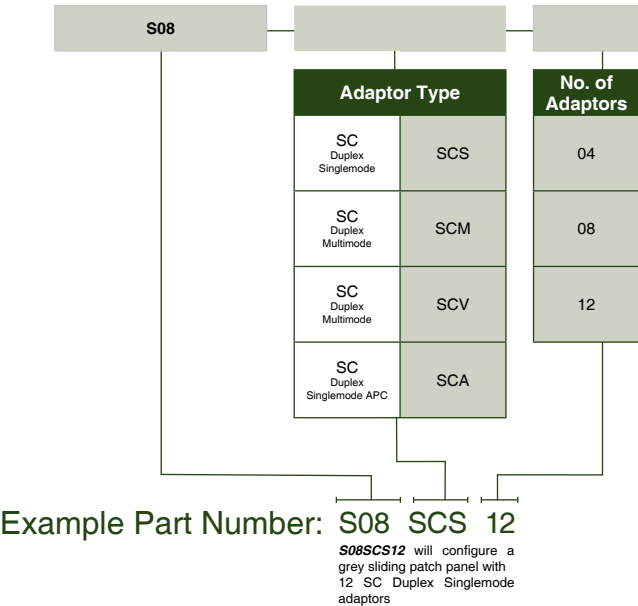 S08
Adaptor Type
No. of
Adaptors
SC
Duplex
Singlemode
SCS
04
SC
Duplex
Multimode
SCM
08
SC
Duplex
Multimode
SCV
12
SC
Duplex
Singlemode APC
SCA
Example Part Number: S08 SCS 12
S08SCS12 will configure a
grey sliding patch panel with
12 SC Duplex Singlemode
adaptors